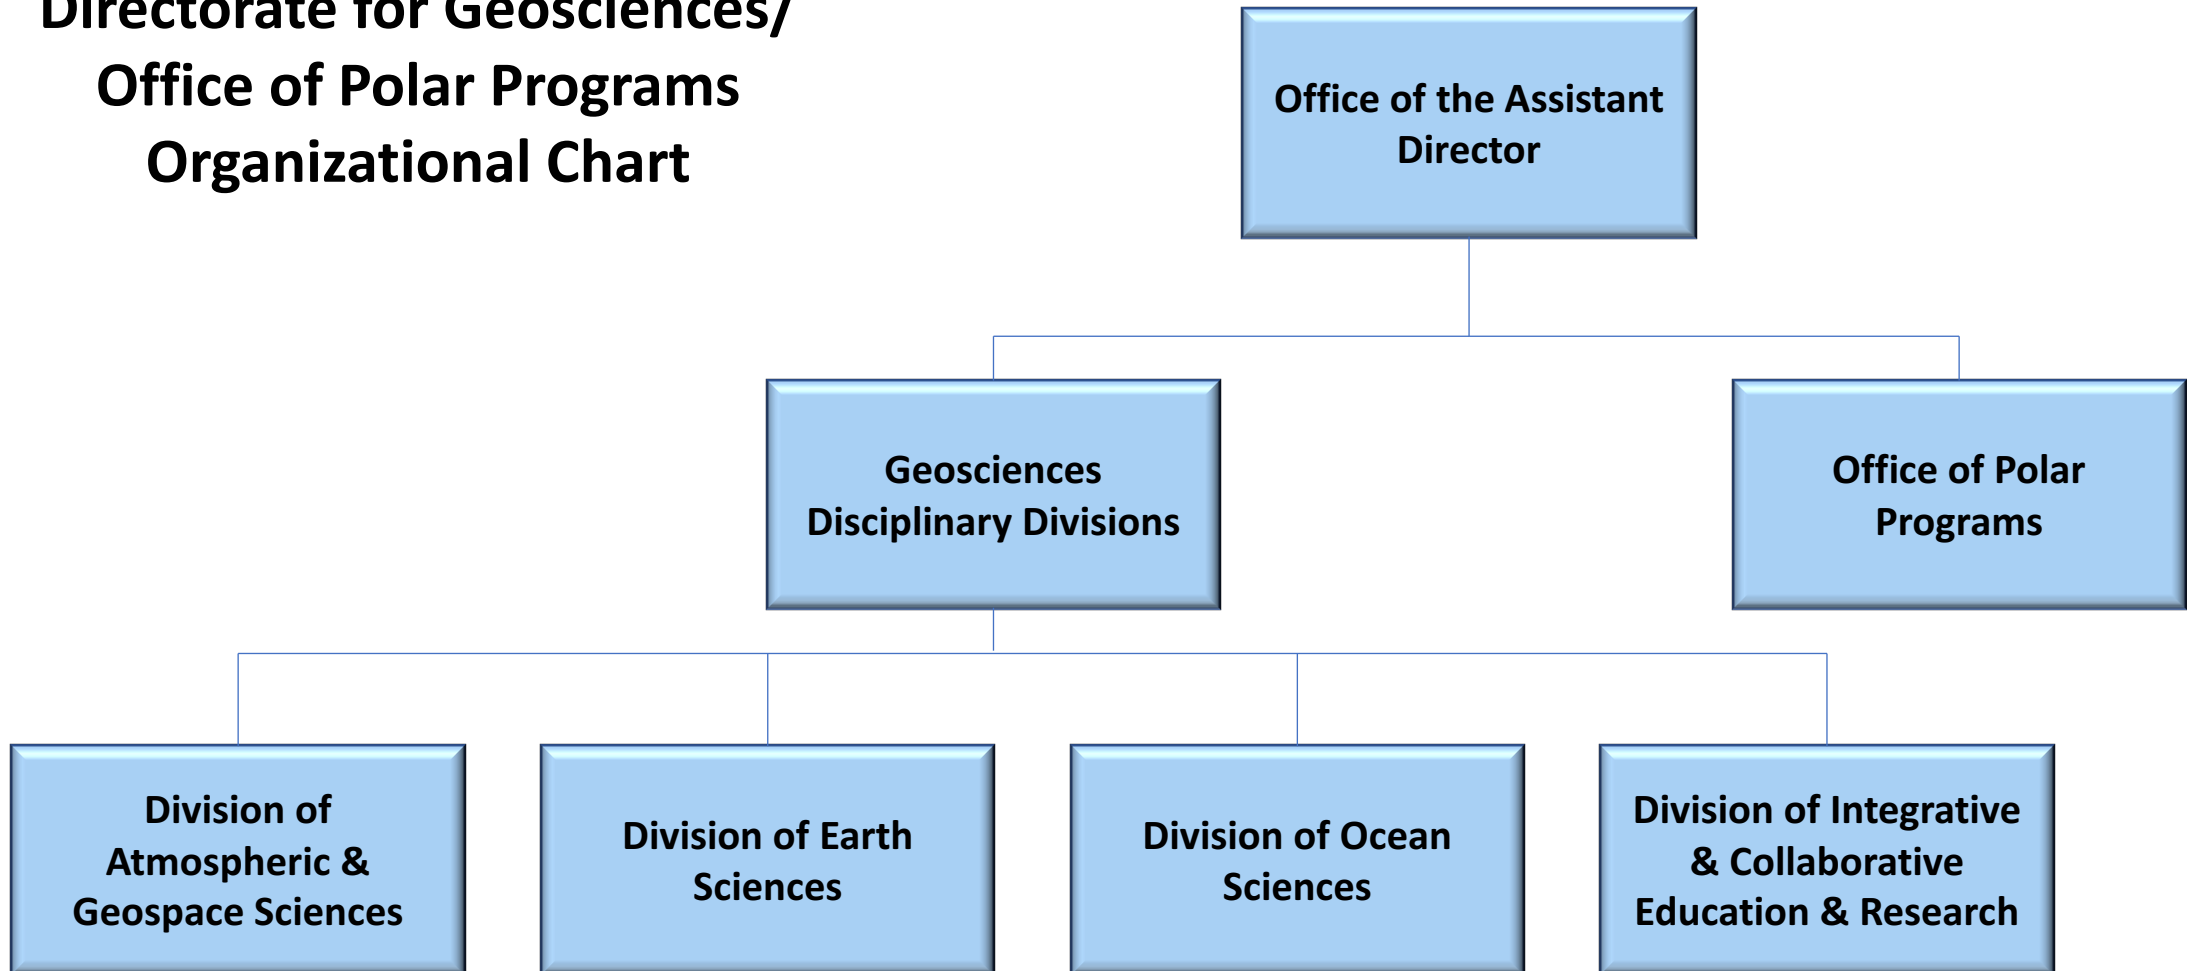 Directorate for Geosciences/
Office of Polar Programs
Organizational Chart
Office of the Assistant
Director
Geosciences
Disciplinary Divisions
Office of Polar
Programs
Division of
Atmospheric &
Geospace Sciences
Division of Earth
Sciences
Division of Ocean
Sciences
Division of Integrative
& Collaborative
Education & Research